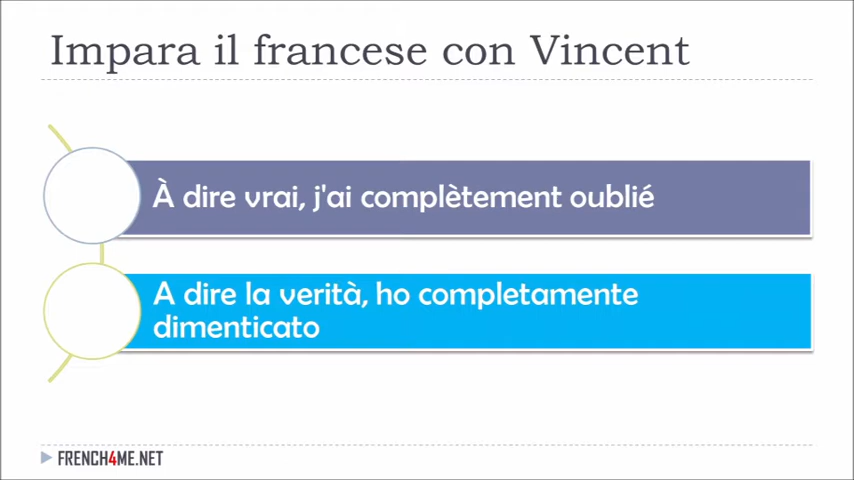 Impara il francese con Vincent
À dire vrai, j'ai complètement oublié
A dire la verità, ho completamente
dimenticato
FRENCH4ME.NET